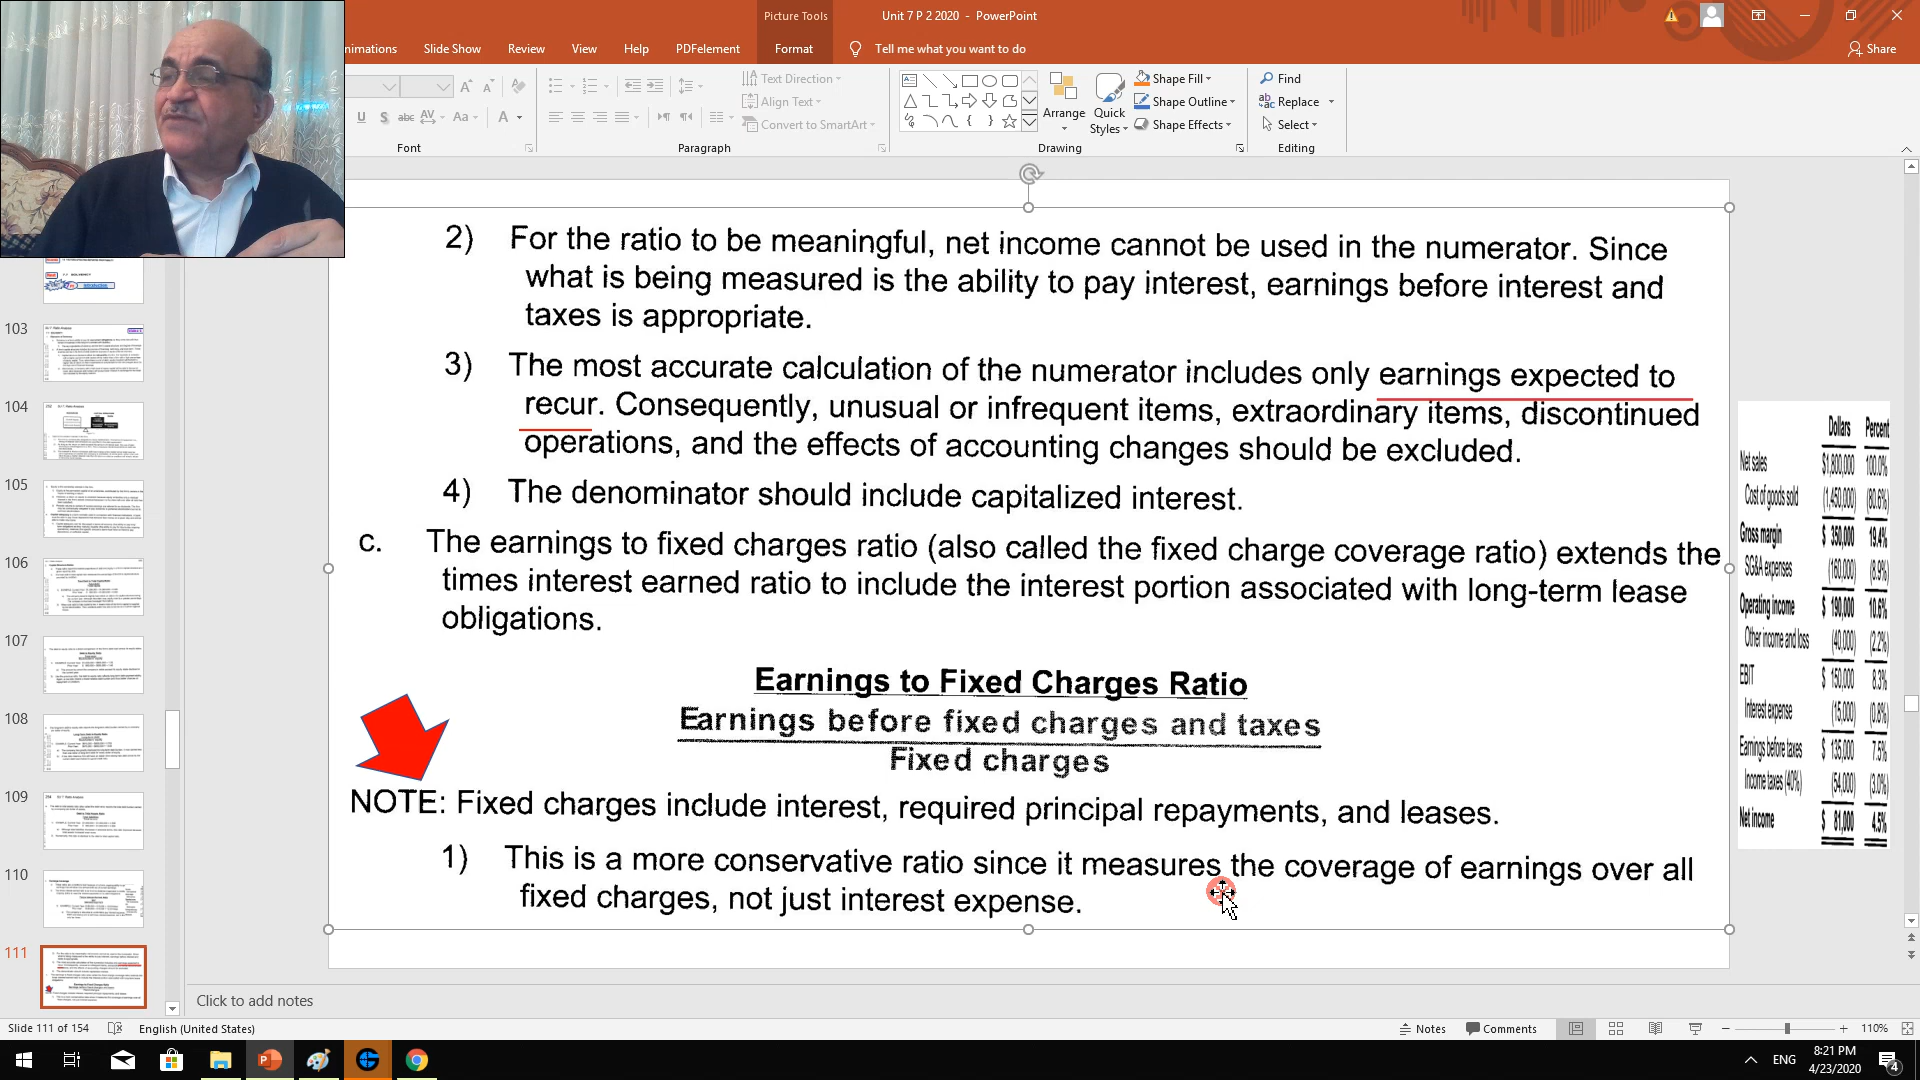 Picture Tools
Unit 7 P 2 2020 - PowerPoint
nimations
Slide Show
Review
View
Help
PDFelement
Format
Tell me what you want to do
Share
Text Direction
Align Text
Convert to SmartArt
Arrange
Quick
Styles
Shape Fill
Shape Outline
Shape Effects
Find
Replace
Select
Font
Paragraph
Drawing
Editing
103
104
105
106
107
108
109
110
111
2) For the ratio to be meaningful, net income cannot be used in the numerator. Since
what is being measured is the ability to pay interest, earnings before interest and
taxes is appropriate.
3) The most accurate calculation of the numerator includes only earnings expected to
recur. Consequently, unusual or infrequent items, extraordinary items, discontinued
operations, and the effects of accounting changes should be excluded.
4) The denominator should include capitalized interest.
c. The earnings to fixed charges ratio (also called the fixed charge coverage ratio) extends the
times interest earned ratio to include the interest portion associated with long-term lease
obligations.
Earnings to Fixed Charges Ratio
Earnings before fixed charges and taxes
Fixed charges
NOTE: Fixed charges include interest, required principal repayments, and leases.
1) This is a more conservative ratio since it measures the coverage of earnings over all
fixed charges, not just interest expense.
Dollars Percent
Net sales $1,800,000 100.0%
Cost of goods sold (1,450,000) (80.6%)
Gross margin $ 350,000 19.4%
SG&A expenses (160,000) (8.9%)
Operating income $ 190,000 10.6%
Other income and loss (40,000) (2.2%)
EBIT $ 150,000 8.3%
Interest expense (15,000) (0.8%)
Earnings before taxes $ 135,000 7.5%
Income taxes (40%) (54,000) (3.0%)
Net income $ 81,000 4.5%
Click to add notes
Slide 111 of 154
English (United States)
Notes
Comments
110%
ENG
8:21 PM
4/23/2020
4